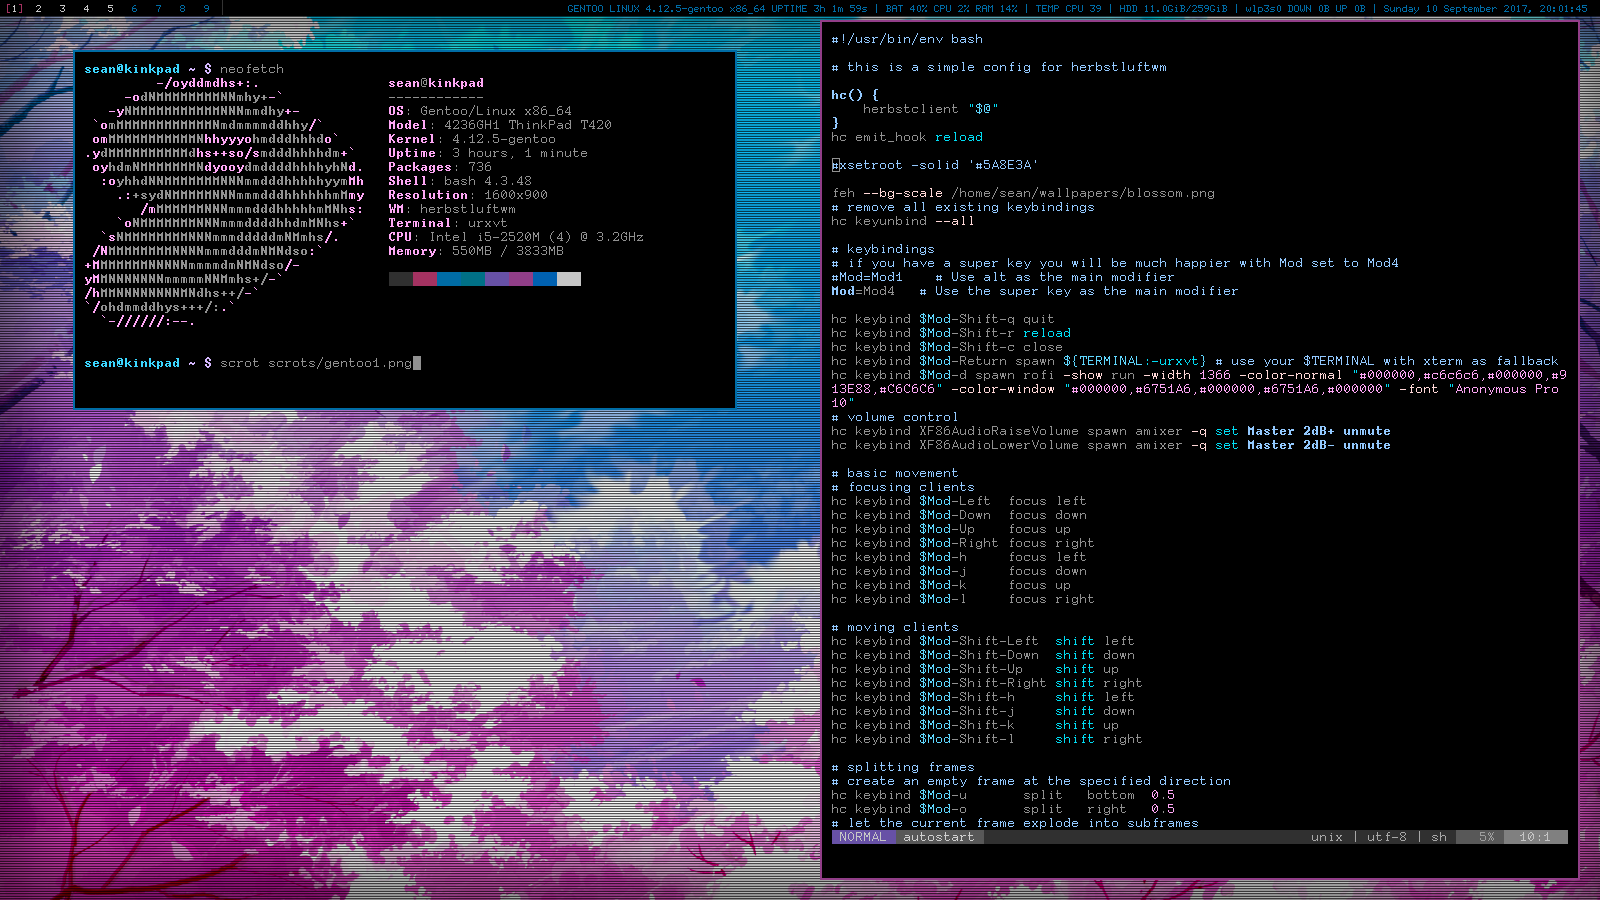 [1] 2 3 4 5 6 7 8 9
GENTOO LINUX 4.12.5-gentoo x86_64 UPTIME 3h 1m 59s | BAT 40% CPU 2% RAM 14% | TEMP CPU 39 | HDD 11.0GiB/259GiB | wlp3s0 DOWN 0B UP 0B | Sunday 10 September 2017, 20:01:45
sean@kinkpad ~ $ neofetch
sean@kinkpad
------------
OS: Gentoo/Linux x86_64
Model: 4236GH1 ThinkPad T420
Kernel: 4.12.5-gentoo
Uptime: 3 hours, 1 minute
Packages: 736
Shell: bash 4.3.48
Resolution: 1600x900
WM: herbstluftwm
Terminal: urxvt
CPU: Intel i5-2520M (4) @ 3.2GHz
Memory: 550MB / 3833MB
sean@kinkpad ~ $ scrot scrots/gentoo1.png
#!/usr/bin/env bash
# this is a simple config for herbstluftwm
hc() {
    herbstclient "$@"
}
hc emit_hook reload
#xsetroot -solid '#5A8E3A'
feh --bg-scale /home/sean/wallpapers/blossom.png
# remove all existing keybindings
hc keyunbind --all
# keybindings
# if you have a super key you will be much happier with Mod set to Mod4
#Mod=Mod1    # Use alt as the main modifier
Mod=Mod4   # Use the super key as the main modifier
hc keybind $Mod-Shift-q quit
hc keybind $Mod-Shift-r reload
hc keybind $Mod-Shift-c close
hc keybind $Mod-Return spawn ${TERMINAL:-urxvt} # use your $TERMINAL with xterm as fallback
hc keybind $Mod-d spawn rofi -show run -width 1366 -color-normal "#000000,#c6c6c6,#000000,#9
13E88,#C6C6C6" -color-window "#000000,#6751A6,#000000,#6751A6,#000000" -font "Anonymous Pro
10"
# volume control
hc keybind XF86AudioRaiseVolume spawn amixer -q set Master 2dB+ unmute
hc keybind XF86AudioLowerVolume spawn amixer -q set Master 2dB- unmute
# basic movement
# focusing clients
hc keybind $Mod-Left  focus left
hc keybind $Mod-Down  focus down
hc keybind $Mod-Up    focus up
hc keybind $Mod-Right focus right
hc keybind $Mod-h     focus left
hc keybind $Mod-j     focus down
hc keybind $Mod-k     focus up
hc keybind $Mod-l     focus right
# moving clients
hc keybind $Mod-Shift-Left  shift left
hc keybind $Mod-Shift-Down  shift down
hc keybind $Mod-Shift-Up    shift up
hc keybind $Mod-Shift-Right shift right
hc keybind $Mod-Shift-h     shift left
hc keybind $Mod-Shift-j     shift down
hc keybind $Mod-Shift-k     shift up
hc keybind $Mod-Shift-l     shift right
# splitting frames
# create an empty frame at the specified direction
hc keybind $Mod-u       split   bottom  0.5
hc keybind $Mod-o       split   right   0.5
# let the current frame explode into subframes
NORMAL autostart unix | utf-8 | sh 5% 10:1